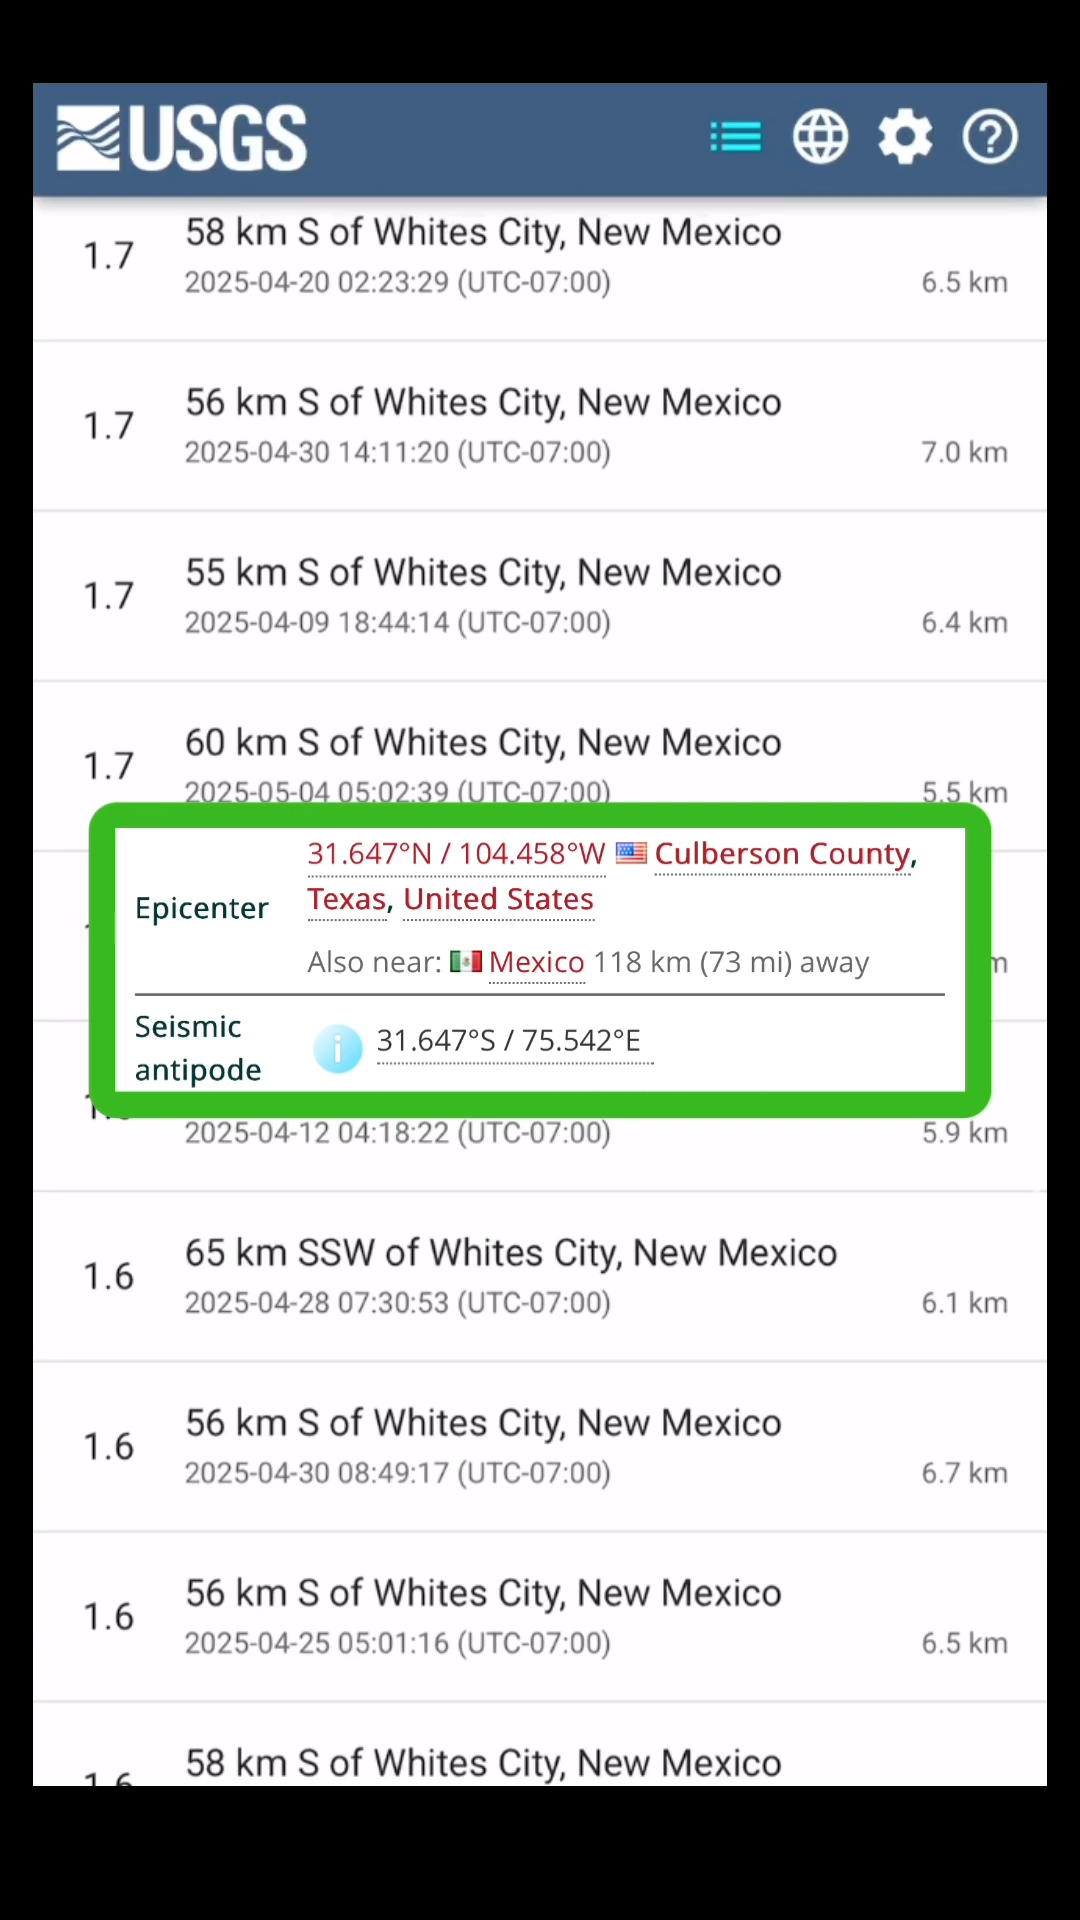 USGS
58 km S of Whites City, New Mexico
1.7
2025-04-20 02:23:29 (UTC-07:00) 6.5 km
56 km S of Whites City, New Mexico
1.7
2025-04-30 14:11:20 (UTC-07:00) 7.0 km
55 km S of Whites City, New Mexico
1.7
2025-04-09 18:44:14 (UTC-07:00) 6.4 km
60 km S of Whites City, New Mexico
1.7
2025-05-04 05:02:39 (UTC-07:00) 5.5 km
31.647°N / 104.458°W Culberson County,
Epicenter
Texas, United States
Also near: Mexico 118 km (73 mi) away
Seismic
antipode
31.647°S / 75.542°E
2025-04-12 04:18:22 (UTC-07:00) 5.9 km
65 km SSW of Whites City, New Mexico
1.6
2025-04-28 07:30:53 (UTC-07:00) 6.1 km
56 km S of Whites City, New Mexico
1.6
2025-04-30 08:49:17 (UTC-07:00) 6.7 km
56 km S of Whites City, New Mexico
1.6
2025-04-25 05:01:16 (UTC-07:00) 6.5 km
58 km S of Whites City, New Mexico
1.6